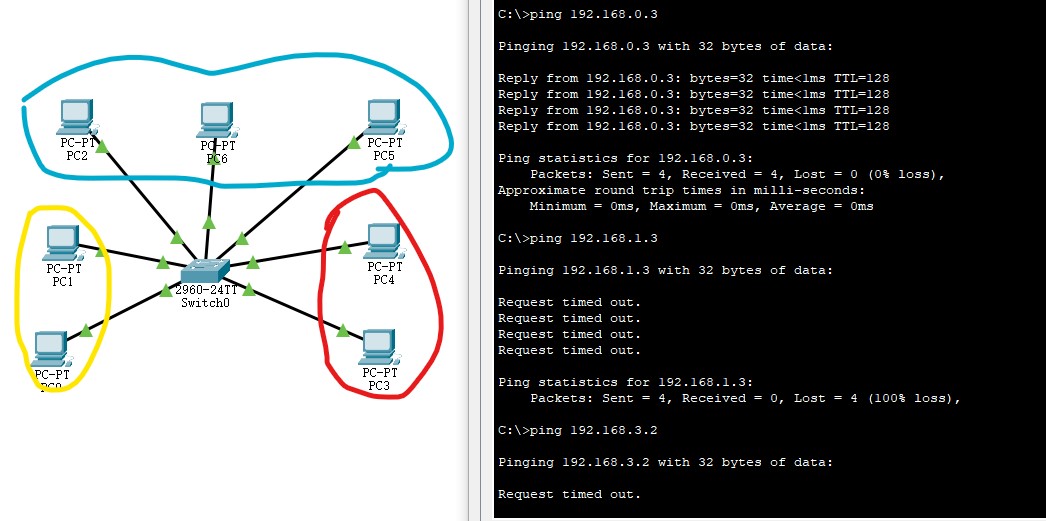 PC-PT
PC2
PC-PT
PC6
PC-PT
PC5
PC-PT
PC1
PC-PT
PC4
2960-24TT
Switch0
PC-PT
PC0
PC-PT
PC3
C:\>ping 192.168.0.3
Pinging 192.168.0.3 with 32 bytes of data:
Reply from 192.168.0.3: bytes=32 time<1ms TTL=128
Reply from 192.168.0.3: bytes=32 time<1ms TTL=128
Reply from 192.168.0.3: bytes=32 time<1ms TTL=128
Reply from 192.168.0.3: bytes=32 time<1ms TTL=128
Ping statistics for 192.168.0.3:
Packets: Sent = 4, Received = 4, Lost = 0 (0% loss),
Approximate round trip times in milli-seconds:
Minimum = 0ms, Maximum = 0ms, Average = 0ms
C:\>ping 192.168.1.3
Pinging 192.168.1.3 with 32 bytes of data:
Request timed out.
Request timed out.
Request timed out.
Request timed out.
Ping statistics for 192.168.1.3:
Packets: Sent = 4, Received = 0, Lost = 4 (100% loss),
C:\>ping 192.168.3.2
Pinging 192.168.3.2 with 32 bytes of data:
Request timed out.